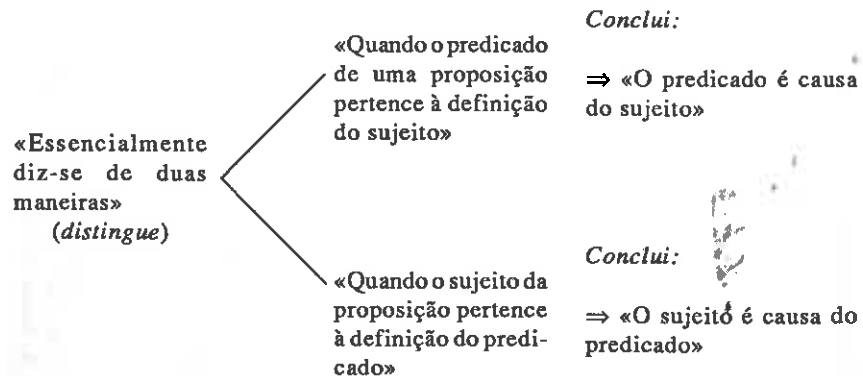 «Essencialmente
diz-se de duas
maneiras»
(distingue)
«Quando o predicado
de uma proposição
pertence à definição
do sujeito»
Conclui:
⇒ «O predicado é causa
do sujeito»
«Quando o sujeito da
proposição pertence
à definição do predi-
cado»
Conclui:
⇒ «O sujeito é causa do
predicado»